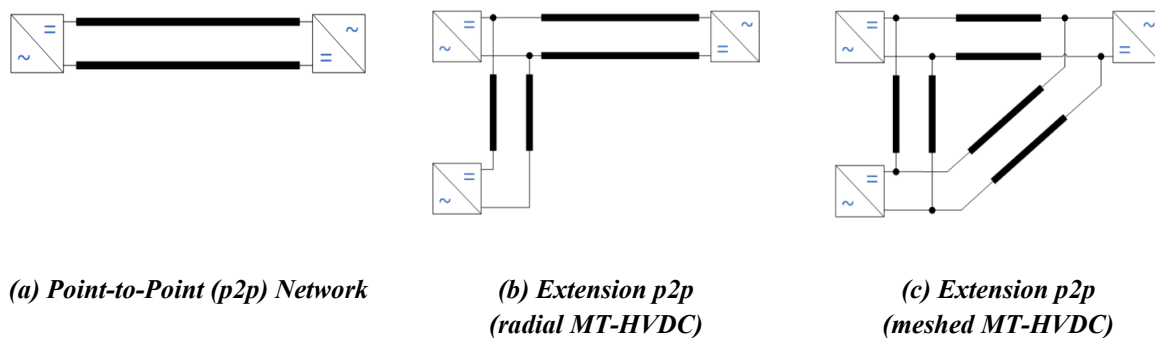 = ~
~ =
= ~
~ =
= ~
~ =
=
~
=
~
(a) Point-to-Point (p2p) Network
(b) Extension p2p
(radial MT-HVDC)
(c) Extension p2p
(meshed MT-HVDC)